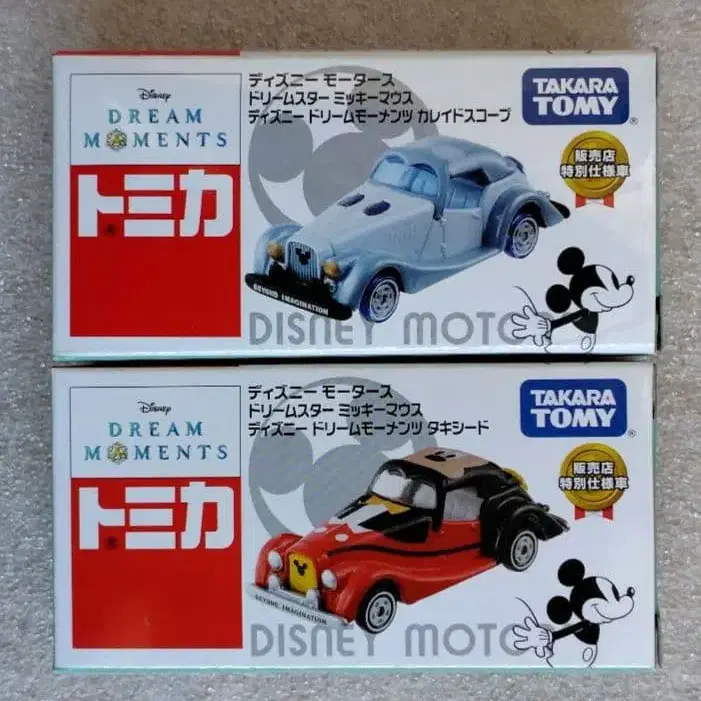 Disney
DREAM
MOMENTS
トミカ
ディズニー モータース
ドリームスター ミッキーマウス
ディズニー ドリームモーメンツ カレイドスコープ
TAKARA
TOMY
販売店
特別仕様車
BEYOND IMAGINATION
DISNEY MOTO
Disney
DREAM
MOMENTS
トミカ
ディズニー モータース
ドリームスター ミッキーマウス
ディズニー ドリームモーメンツ タキシード
TAKARA
TOMY
販売店
特別仕様車
BEYOND IMAGINATION
DISNEY MOTO